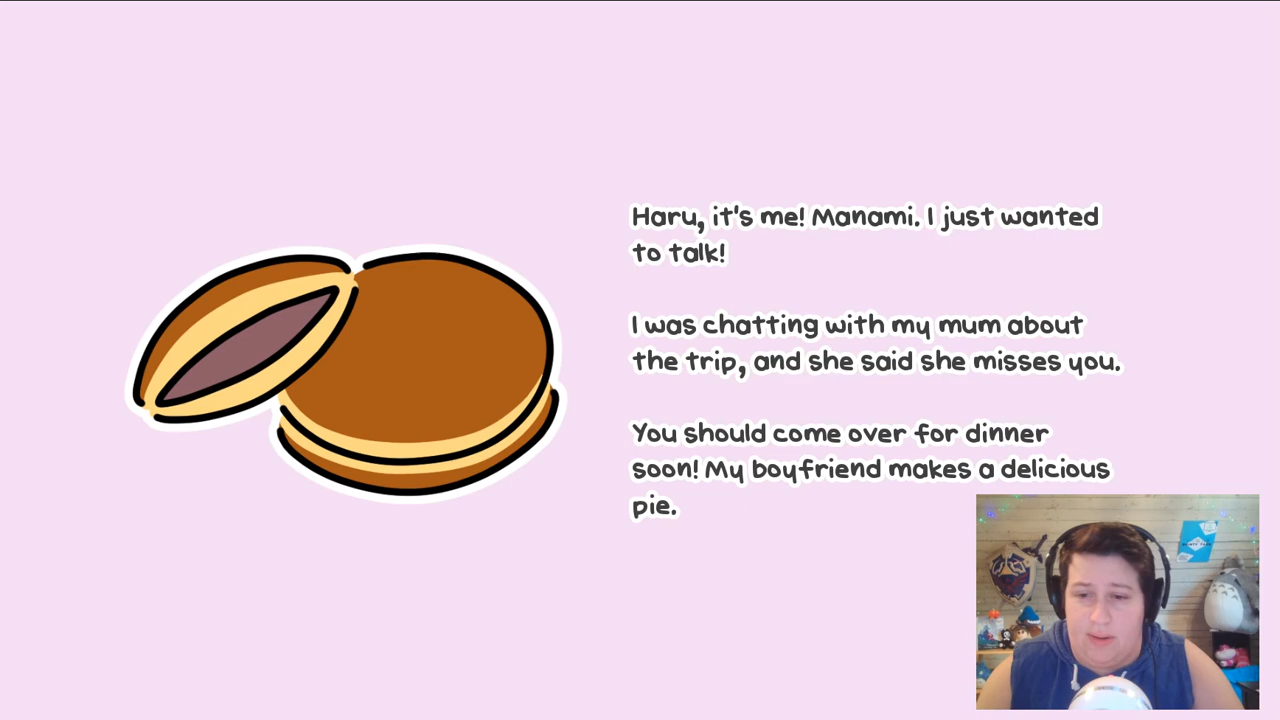 Haru, it's me! Manami. I just wanted
to talk!
I was chatting with my mum about
the trip, and she said she misses you.
You should come over for dinner
soon! My boyfriend makes a delicious
pie.